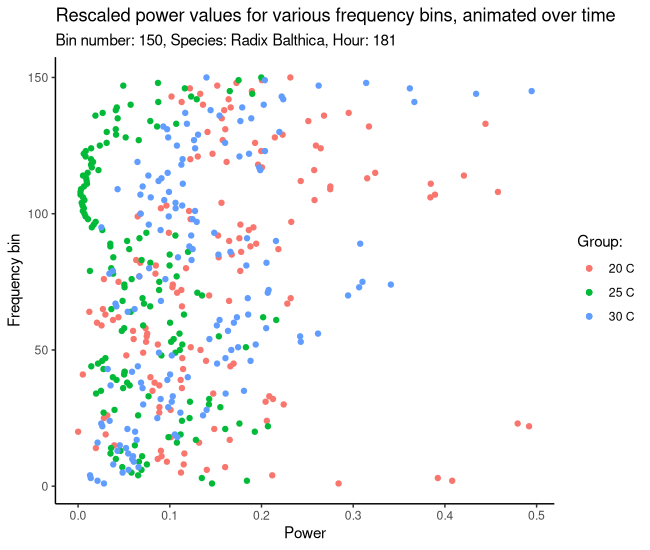 Rescaled power values for various frequency bins, animated over time
Bin number: 150, Species: Radix Balthica, Hour: 181
150
100
50
0
Frequency bin
0.0 0.1 0.2 0.3 0.4 0.5
Power
Group:
20 C
25 C
30 C